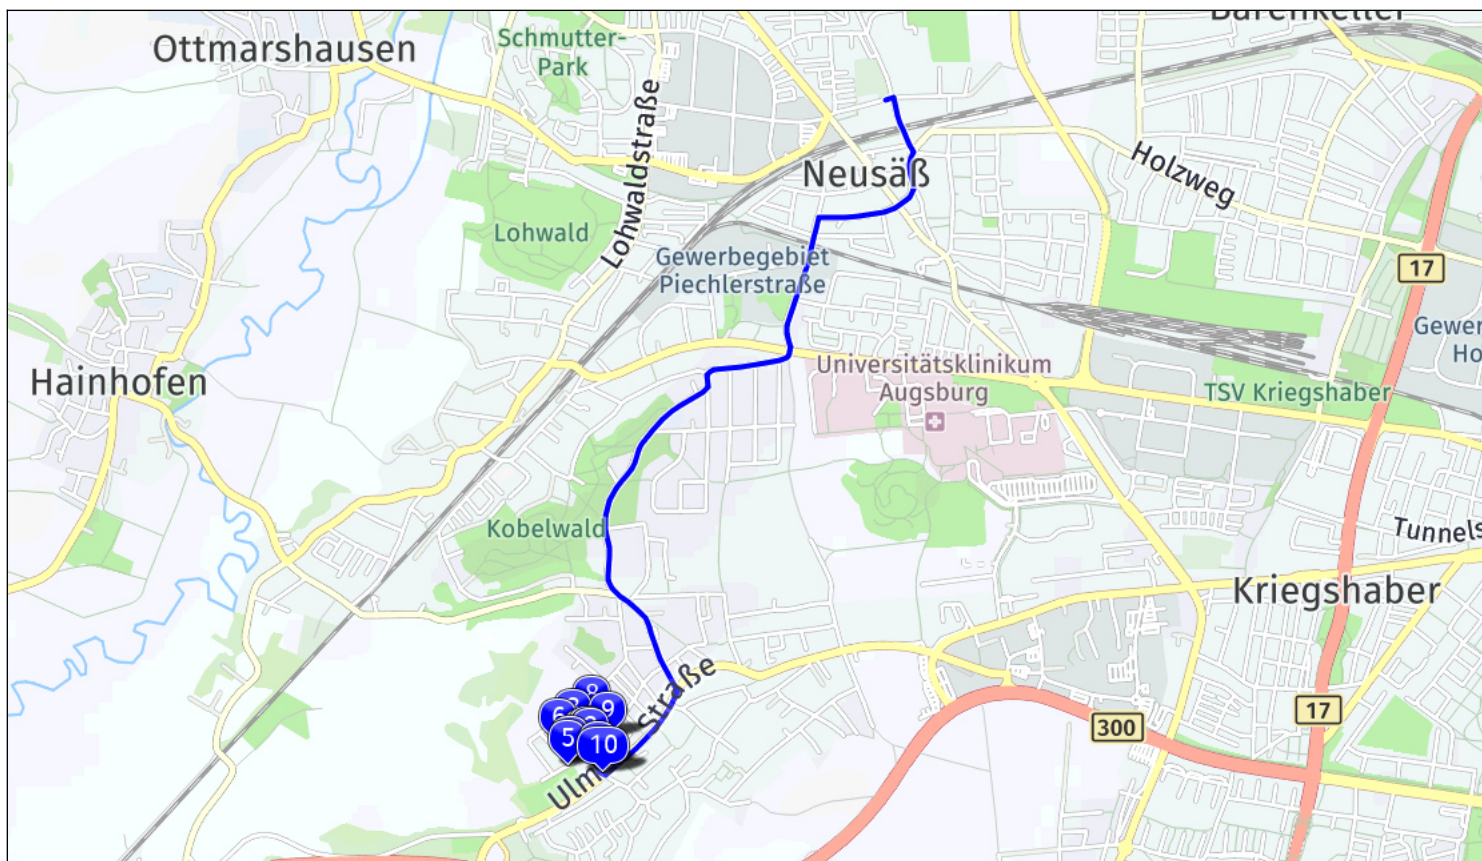 Ottmarshausen
Schmutter-
Park
Lohwaldstraße
Neusäß
Holzweg
Lohwald
Gewerbegebiet
Piechlerstraße
17
Hainhofen
Universitätsklinikum
Augsburg
TSV Kriegshaber
Kobelwald
Kriegshaber
Straße
8
9
6
5
10
17
300